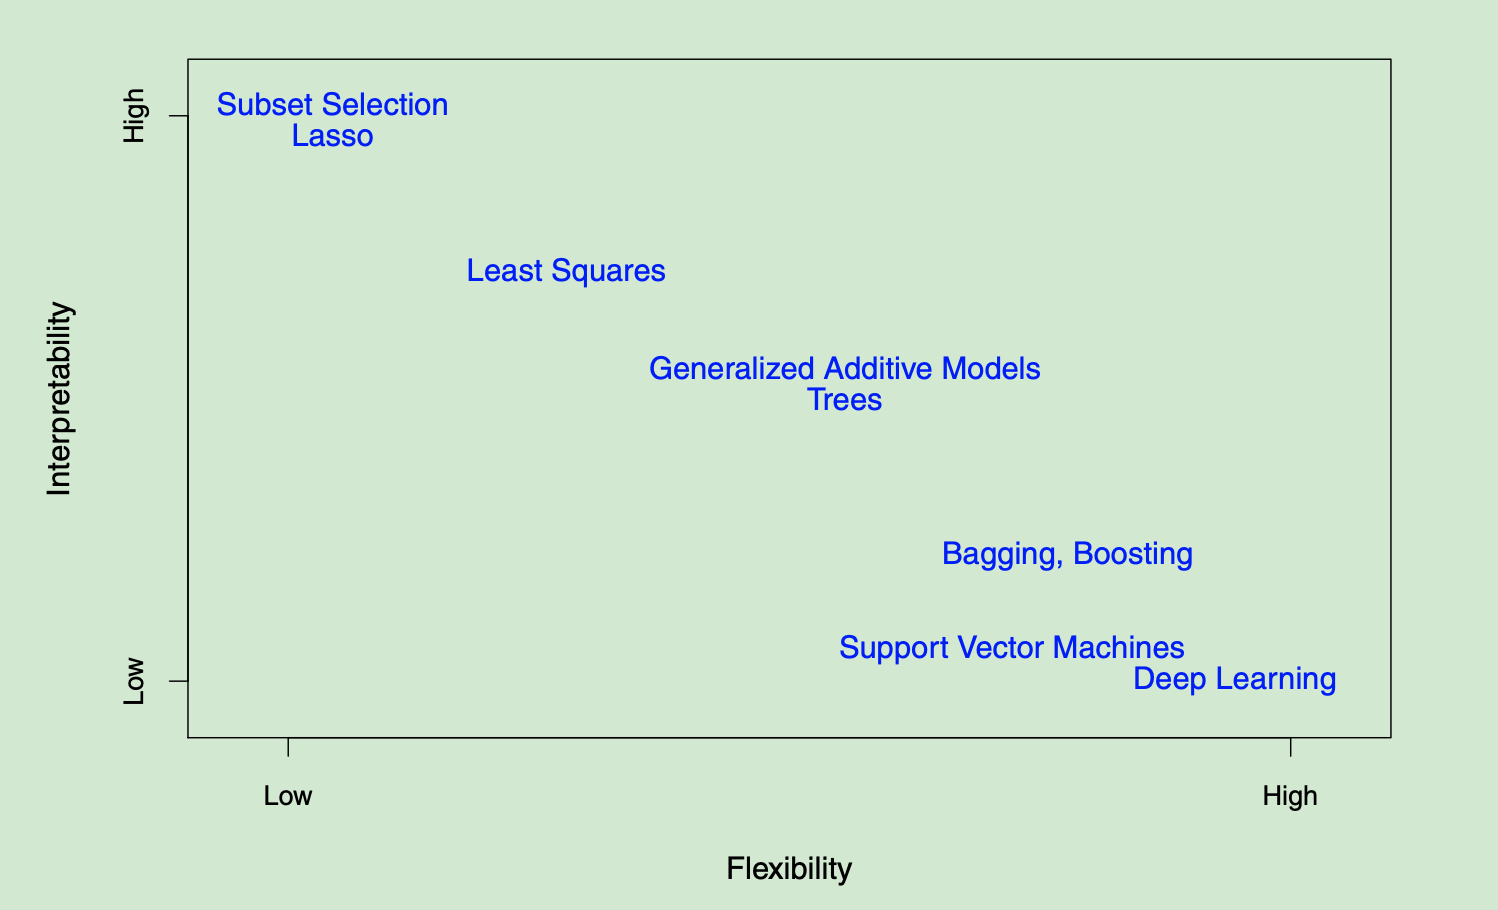 High
Subset Selection
Lasso
Least Squares
Interpretability
Generalized Additive Models
Trees
Bagging, Boosting
Support Vector Machines
Low
Deep Learning
Low
High
Flexibility